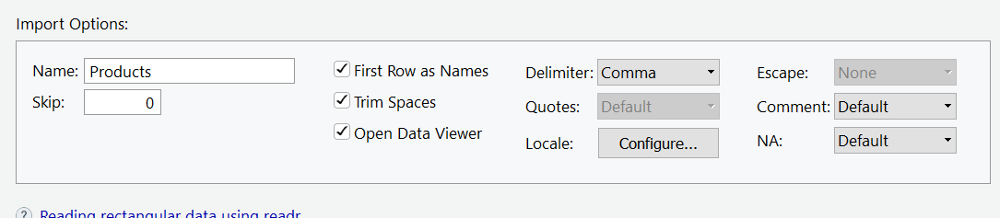 Import Options:
Name: Products
Skip: 0
First Row as Names
Trim Spaces
Open Data Viewer
Delimiter: Comma
Quotes: Default
Locale: Configure...
Escape: None
Comment: Default
NA: Default
? Reading rectangular data using readr